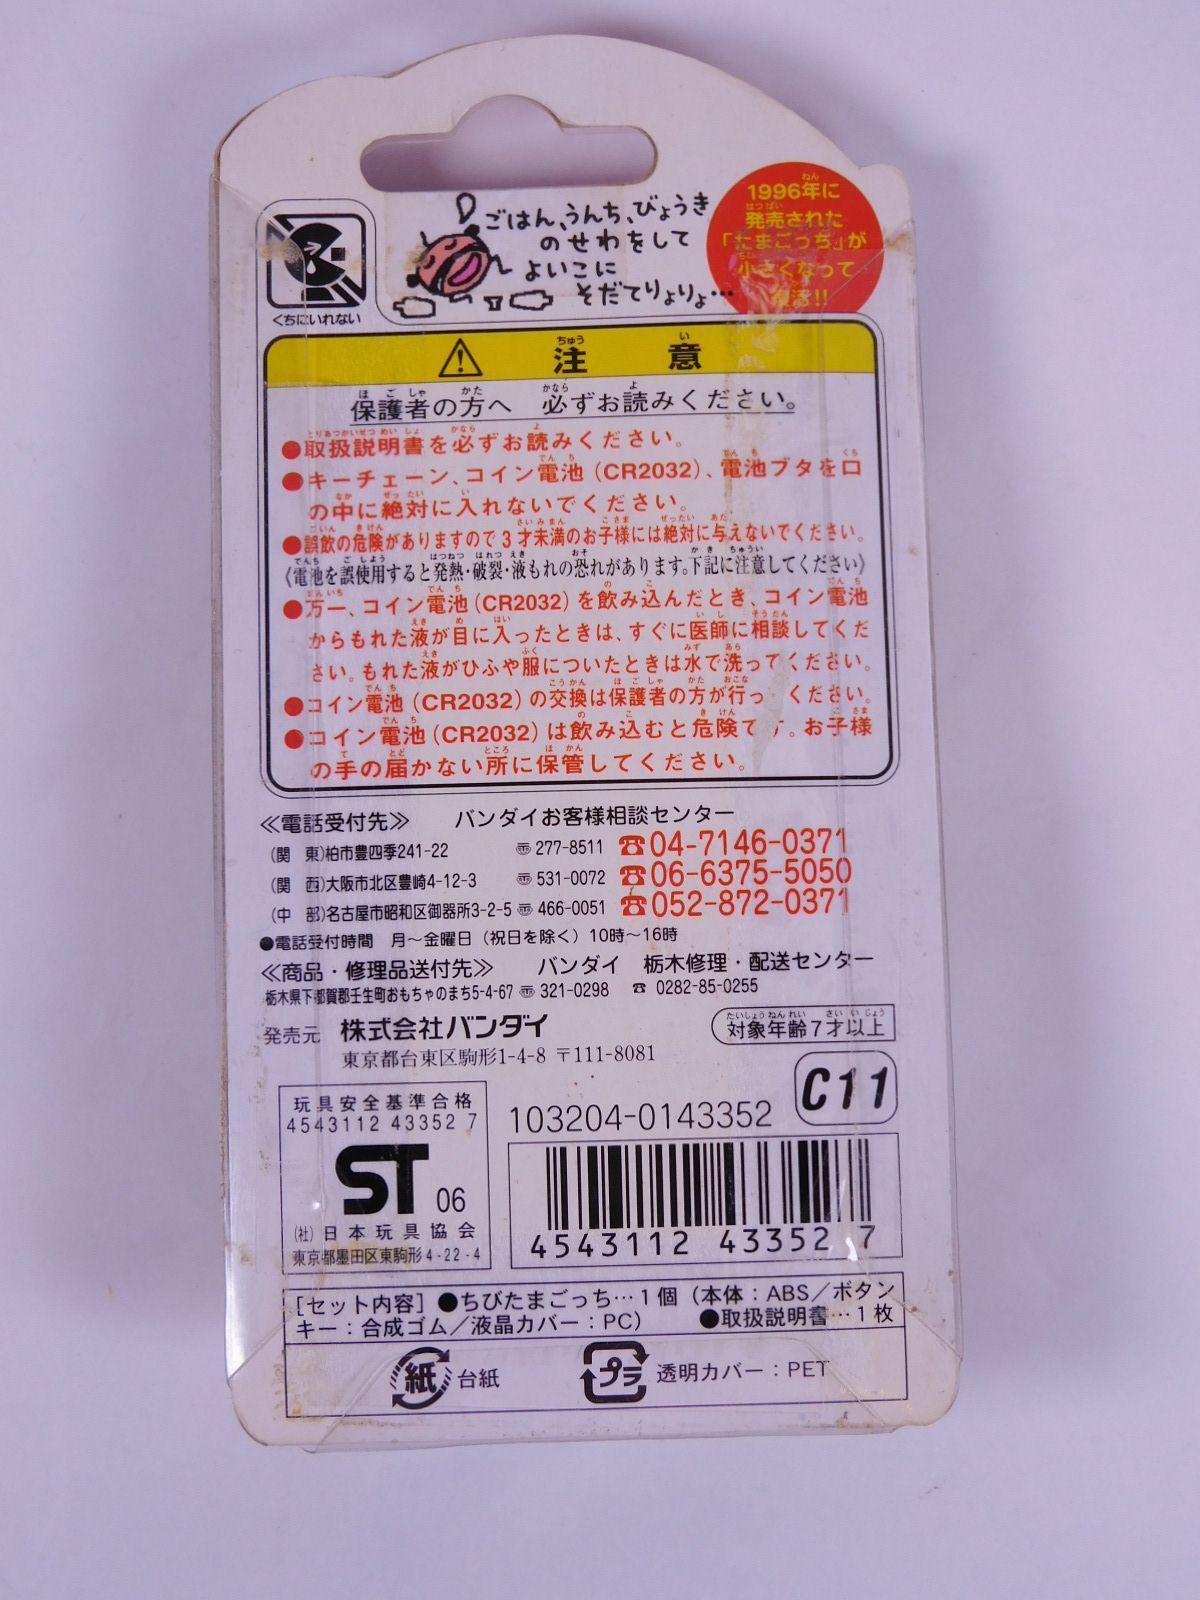 ごはん、うんち、びょうき
のせわをして
よいこに
そだてりょりょ…
1996年に
発売された
「たまごっち」が
小さくなって
復活!!
くちにいれない
注意
保護者の方へ 必ずお読みください。
●取扱説明書を必ずお読みください。
●キーチェーン、コイン電池(CR2032)、電池ブタを口
の中に絶対に入れないでください。
●誤飲の危険がありますので3才未満のお子様には絶対に与えないでください。
《電池を誤使用すると発熱・破裂・液もれの恐れがあります。下記に注意してください》
●万一、コイン電池(CR2032)を飲み込んだとき、コイン電池
からもれた液が目に入ったときは、すぐに医師に相談してくだ
さい。もれた液がひふや服についたときは水で洗ってください。
●コイン電池(CR2032)の交換は保護者の方が行っ ください。
●コイン電池(CR2032)は飲み込むと危険です。お子様
の手の届かない所に保管してください。
≪電話受付先≫ バンダイお客様相談センター
(関 東)柏市豊四季241-22 〠277-8511 ☎04-7146-0371
(関 西)大阪市北区豊崎4-12-3 〠531-0072 ☎06-6375-5050
(中 部)名古屋市昭和区御器所3-2-5 〠466-0051 ☎052-872-0371
●電話受付時間 月～金曜日(祝日を除く)10時～16時
≪商品・修理品送付先≫ バンダイ 栃木修理・配送センター
栃木県下都賀郡壬生町おもちゃのまち5-4-67 〠321-0298 ☎ 0282-85-0255
発売元 株式会社バンダイ
東京都台東区駒形1-4-8 〒111-8081
対象年齢7才以上
C11
玩具安全基準合格
4543112 43352 7
ST 06
(社)日本玩具協会
東京都墨田区東駒形4-22-4
103204-0143352
4543112 433527
[セット内容]●ちびたまごっち…1個(本体:ABS/ボタン
キー:合成ゴム/液晶カバー:PC) ●取扱説明書…1枚
紙 台紙
プラ 透明カバー:PET